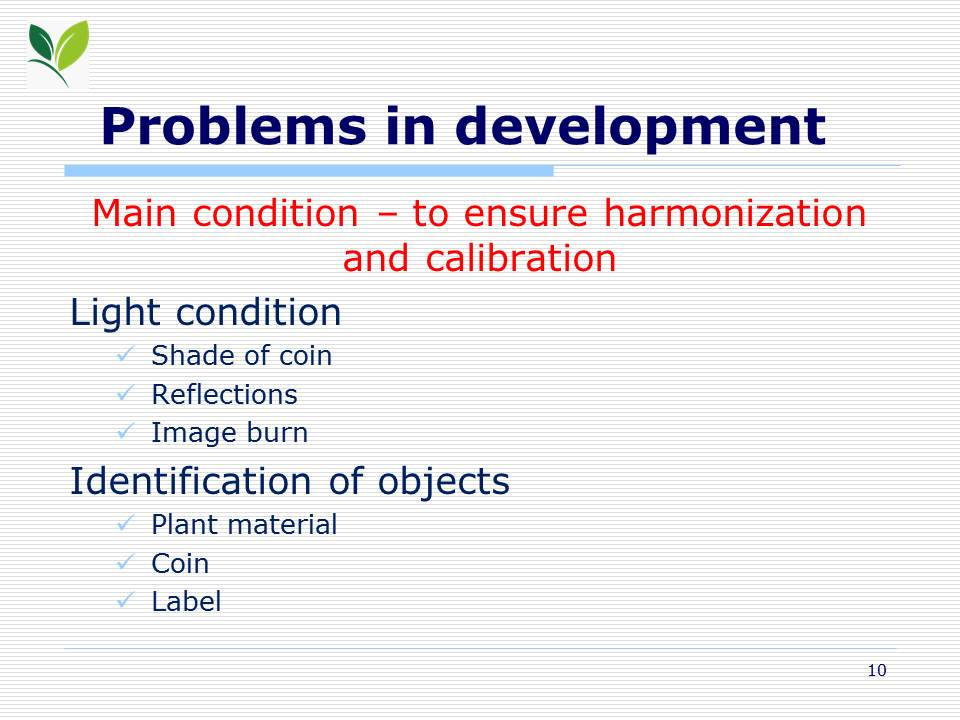 Problems in development
Main condition – to ensure harmonization
and calibration
Light condition
✓ Shade of coin
✓ Reflections
✓ Image burn
Identification of objects
✓ Plant material
✓ Coin
✓ Label
10